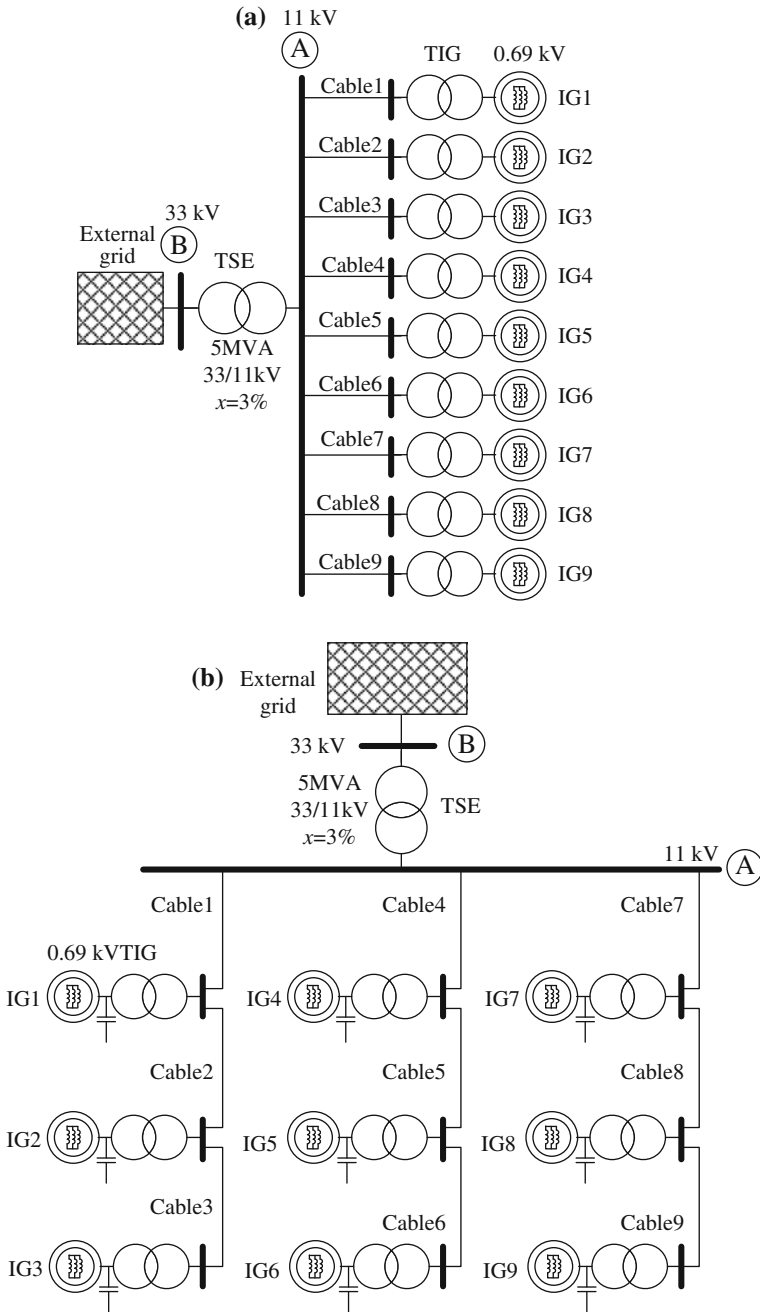 (a)
11 kV
A
TIG
0.69 kV
Cable1
IG1
Cable2
IG2
Cable3
IG3
33 kV
External
grid
B
TSE
Cable4
IG4
5MVA
33/11kV
x=3%
Cable5
IG5
Cable6
IG6
Cable7
IG7
Cable8
IG8
Cable9
IG9
(b)
External
grid
33 kV
B
5MVA
33/11kV
x=3%
TSE
11 kV
A
Cable1
Cable4
Cable7
0.69 kVTIG
IG1
IG4
IG7
Cable2
Cable5
Cable8
IG2
IG5
IG8
Cable3
Cable6
Cable9
IG3
IG6
IG9